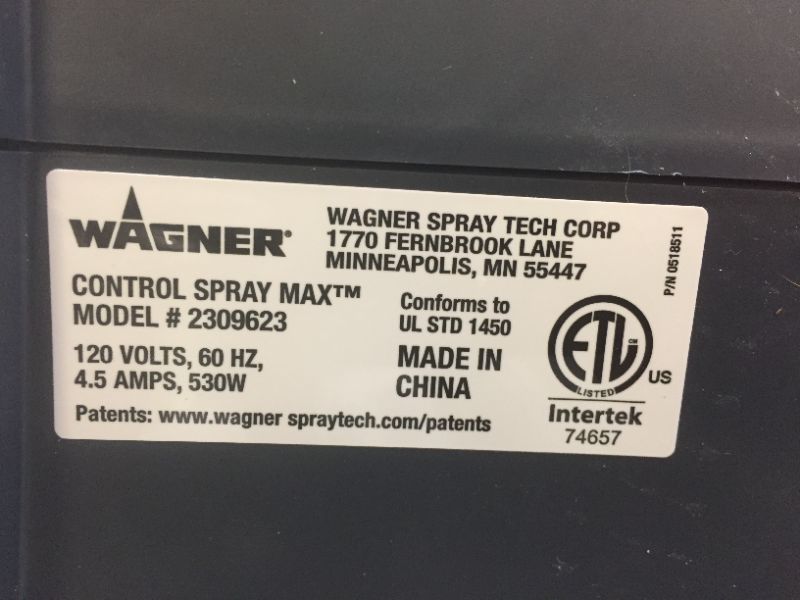 WAGNER
WAGNER SPRAY TECH CORP
1770 FERNBROOK LANE
MINNEAPOLIS, MN 55447
CONTROL SPRAY MAX™
MODEL # 2309623
120 VOLTS, 60 HZ,
4.5 AMPS, 530W
Conforms to
UL STD 1450
MADE IN
CHINA
Patents: www.wagner spraytech.com/patents
ETL
LISTED
US
Intertek
74657
P/N 0518511